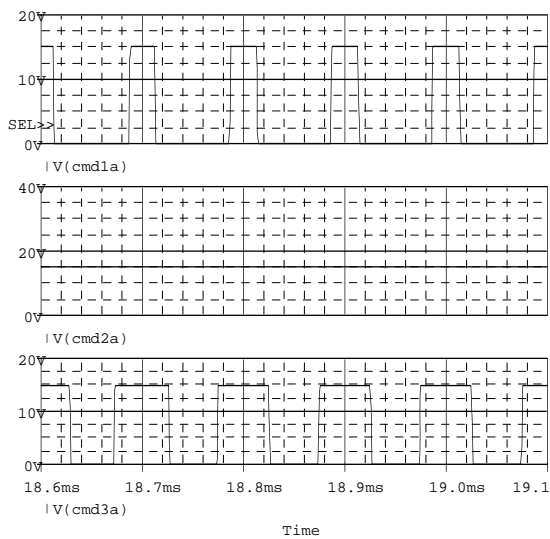 20V
10V
SEL>>
0V
V(cmd1a)
40V
20V
0V
V(cmd2a)
20V
10V
0V
18.6ms 18.7ms 18.8ms 18.9ms 19.0ms 19.1
V(cmd3a)
Time